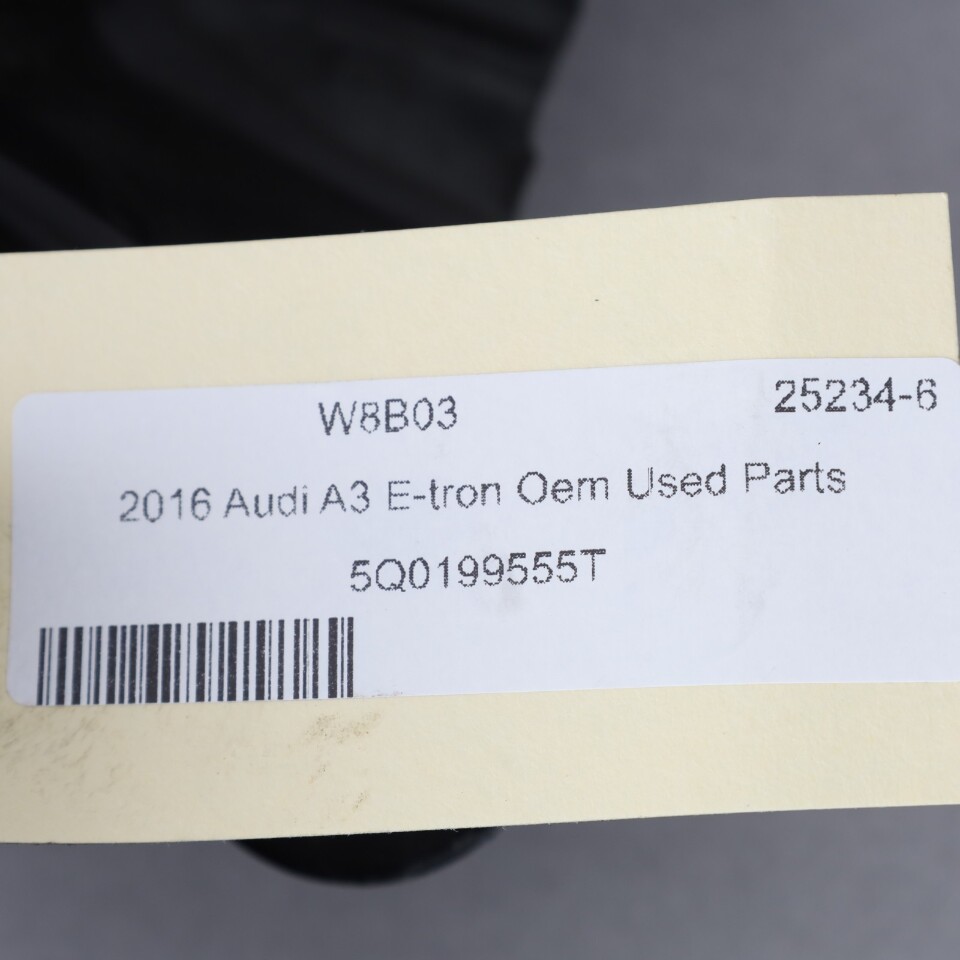 W8B03 25234-6
2016 Audi A3 E-tron Oem Used Parts
5Q0199555T